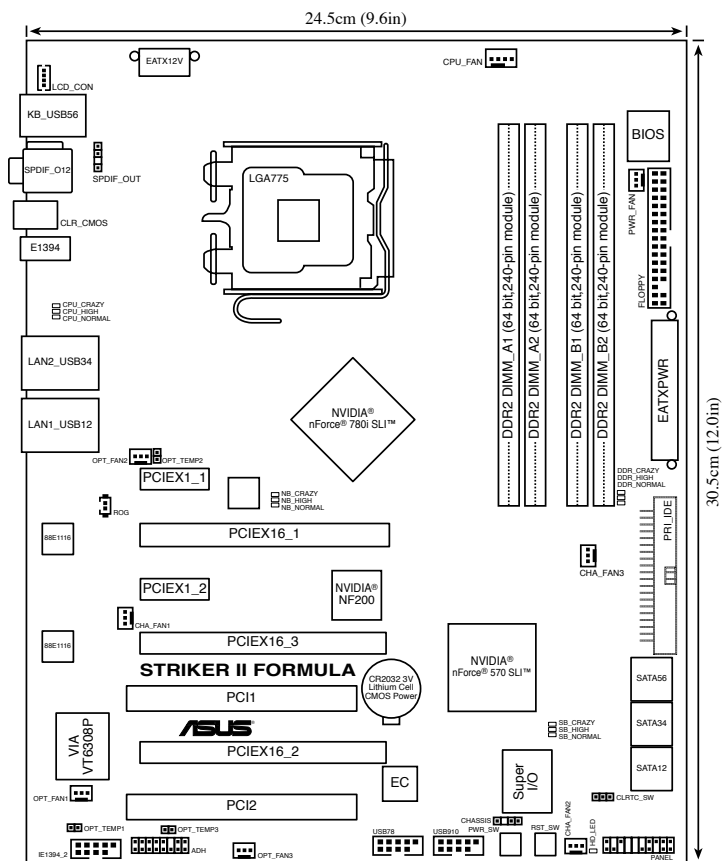 24.5cm (9.6in)
EATX12V
CPU_FAN
LCD_CON
KB_USB56
BIOS
SPDIF_O12
SPDIF_OUT
LGA775
PWR_FAN
CLR_CMOS
E1394
FLOPPY
DDR2 DIMM_A1 (64 bit,240-pin module)
DDR2 DIMM_A2 (64 bit,240-pin module)
DDR2 DIMM_B1 (64 bit,240-pin module)
DDR2 DIMM_B2 (64 bit,240-pin module)
CPU_CRAZY
CPU_HIGH
CPU_NORMAL
LAN2_USB34
EATXPWR
30.5cm (12.0in)
LAN1_USB12
NVIDIA®
nForce® 780i SLI™
OPT_FAN2
OPT_TEMP2
PCIEX1_1
DDR_CRAZY
DDR_HIGH
DDR_NORMAL
NB_CRAZY
NB_HIGH
NB_NORMAL
ROG
PRI_IDE
88E1116
PCIEX16_1
CHA_FAN3
PCIEX1_2
NVIDIA®
NF200
CHA_FAN1
88E1116
PCIEX16_3
NVIDIA®
nForce® 570 SLI™
STRIKER II FORMULA
CR2032 3V
Lithium Cell
CMOS Power
SATA56
PCI1
VIA
VT6308P
ASUS®
SB_CRAZY
SB_HIGH
SB_NORMAL
SATA34
PCIEX16_2
EC
Super
I/O
SATA12
OPT_FAN1
PCI2
CLRTC_SW
CHASSIS
OPT_TEMP1
OPT_TEMP3
USB78
USB910
PWR_SW
RST_SW
CHA_FAN2
HD_LED
IE1394_2
ADH
OPT_FAN3
PANEL